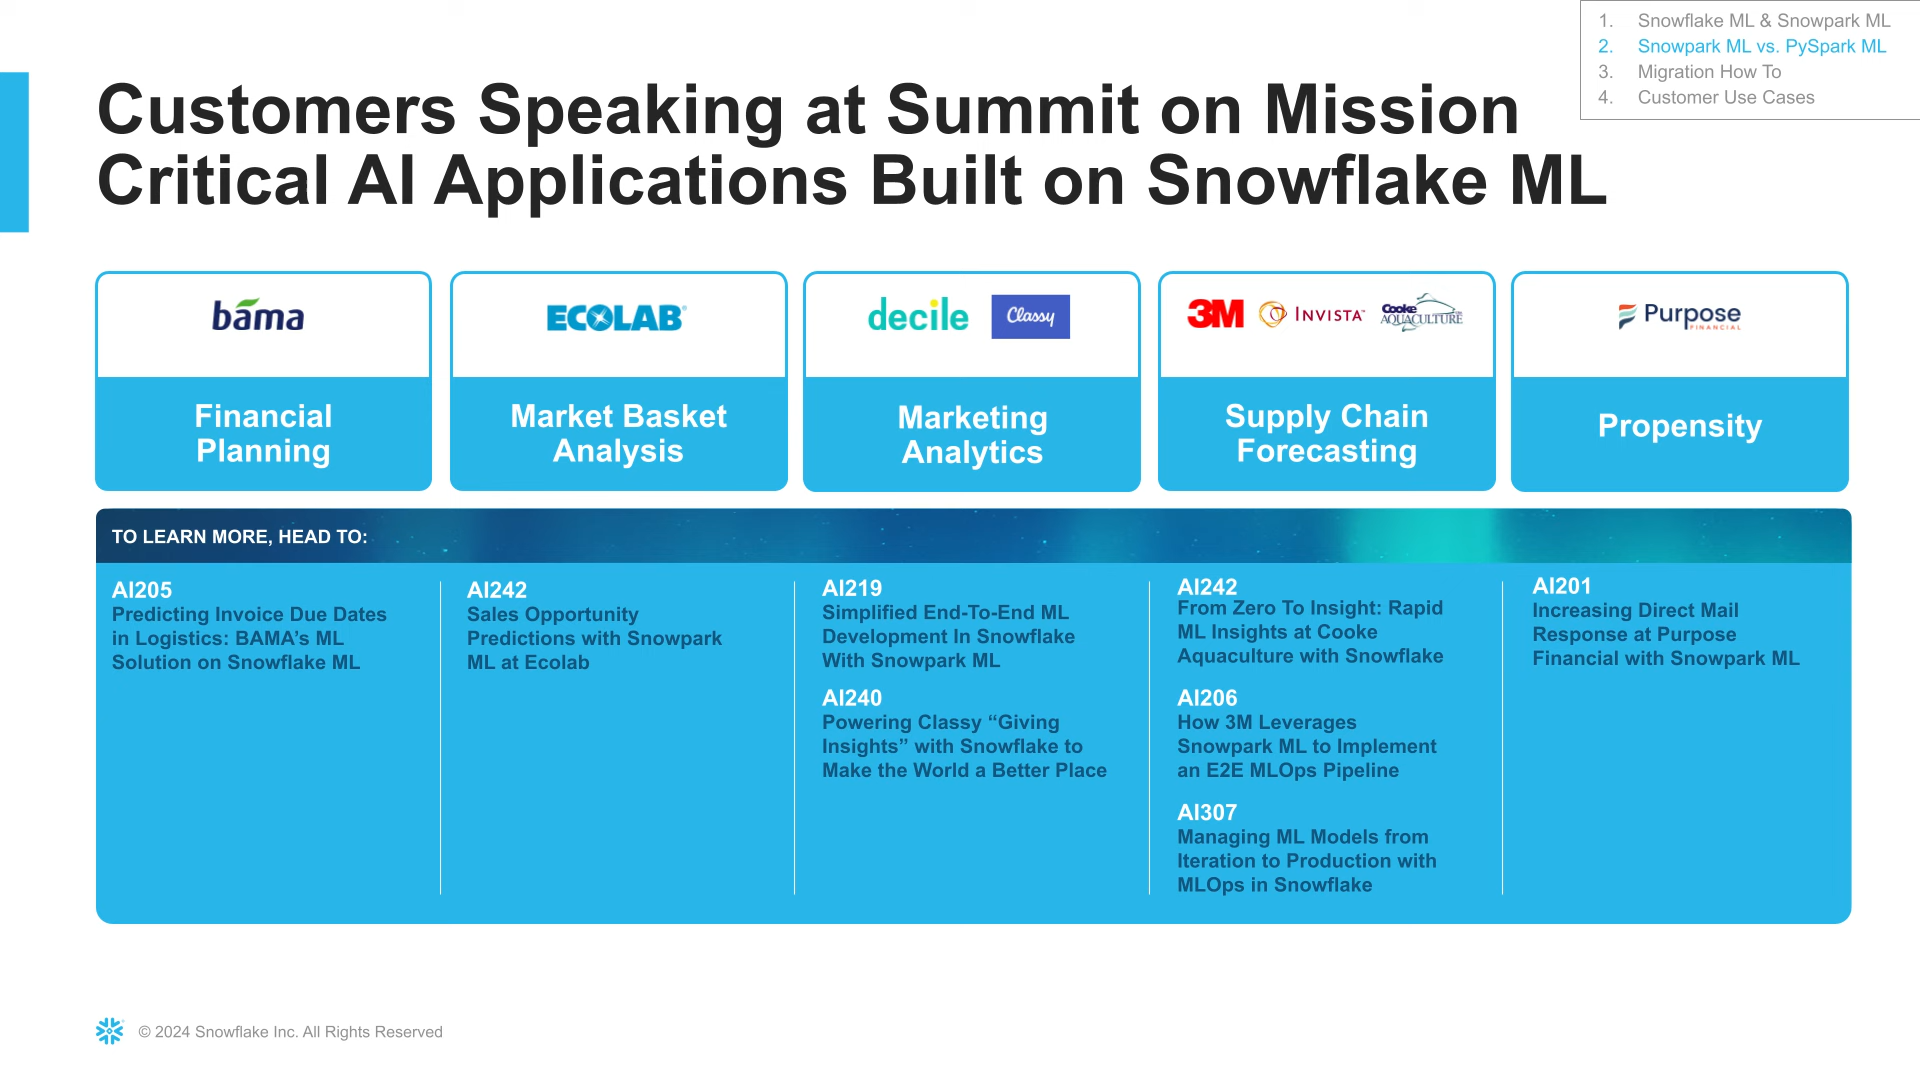 1. Snowflake ML & Snowpark ML
2. Snowpark ML vs. PySpark ML
3. Migration How To
4. Customer Use Cases
Customers Speaking at Summit on Mission
Critical AI Applications Built on Snowflake ML
bama
ECOLAB®
decile
Classy
3M
INVISTA™
Cooke
AQUACULTURE
Purpose
FINANCIAL
Financial
Planning
Market Basket
Analysis
Marketing
Analytics
Supply Chain
Forecasting
Propensity
TO LEARN MORE, HEAD TO:
AI205
Predicting Invoice Due Dates
in Logistics: BAMA’s ML
Solution on Snowflake ML
AI242
Sales Opportunity
Predictions with Snowpark
ML at Ecolab
AI219
Simplified End-To-End ML
Development In Snowflake
With Snowpark ML
AI240
Powering Classy “Giving
Insights” with Snowflake to
Make the World a Better Place
AI242
From Zero To Insight: Rapid
ML Insights at Cooke
Aquaculture with Snowflake
AI206
How 3M Leverages
Snowpark ML to Implement
an E2E MLOps Pipeline
AI307
Managing ML Models from
Iteration to Production with
MLOps in Snowflake
AI201
Increasing Direct Mail
Response at Purpose
Financial with Snowpark ML
© 2024 Snowflake Inc. All Rights Reserved